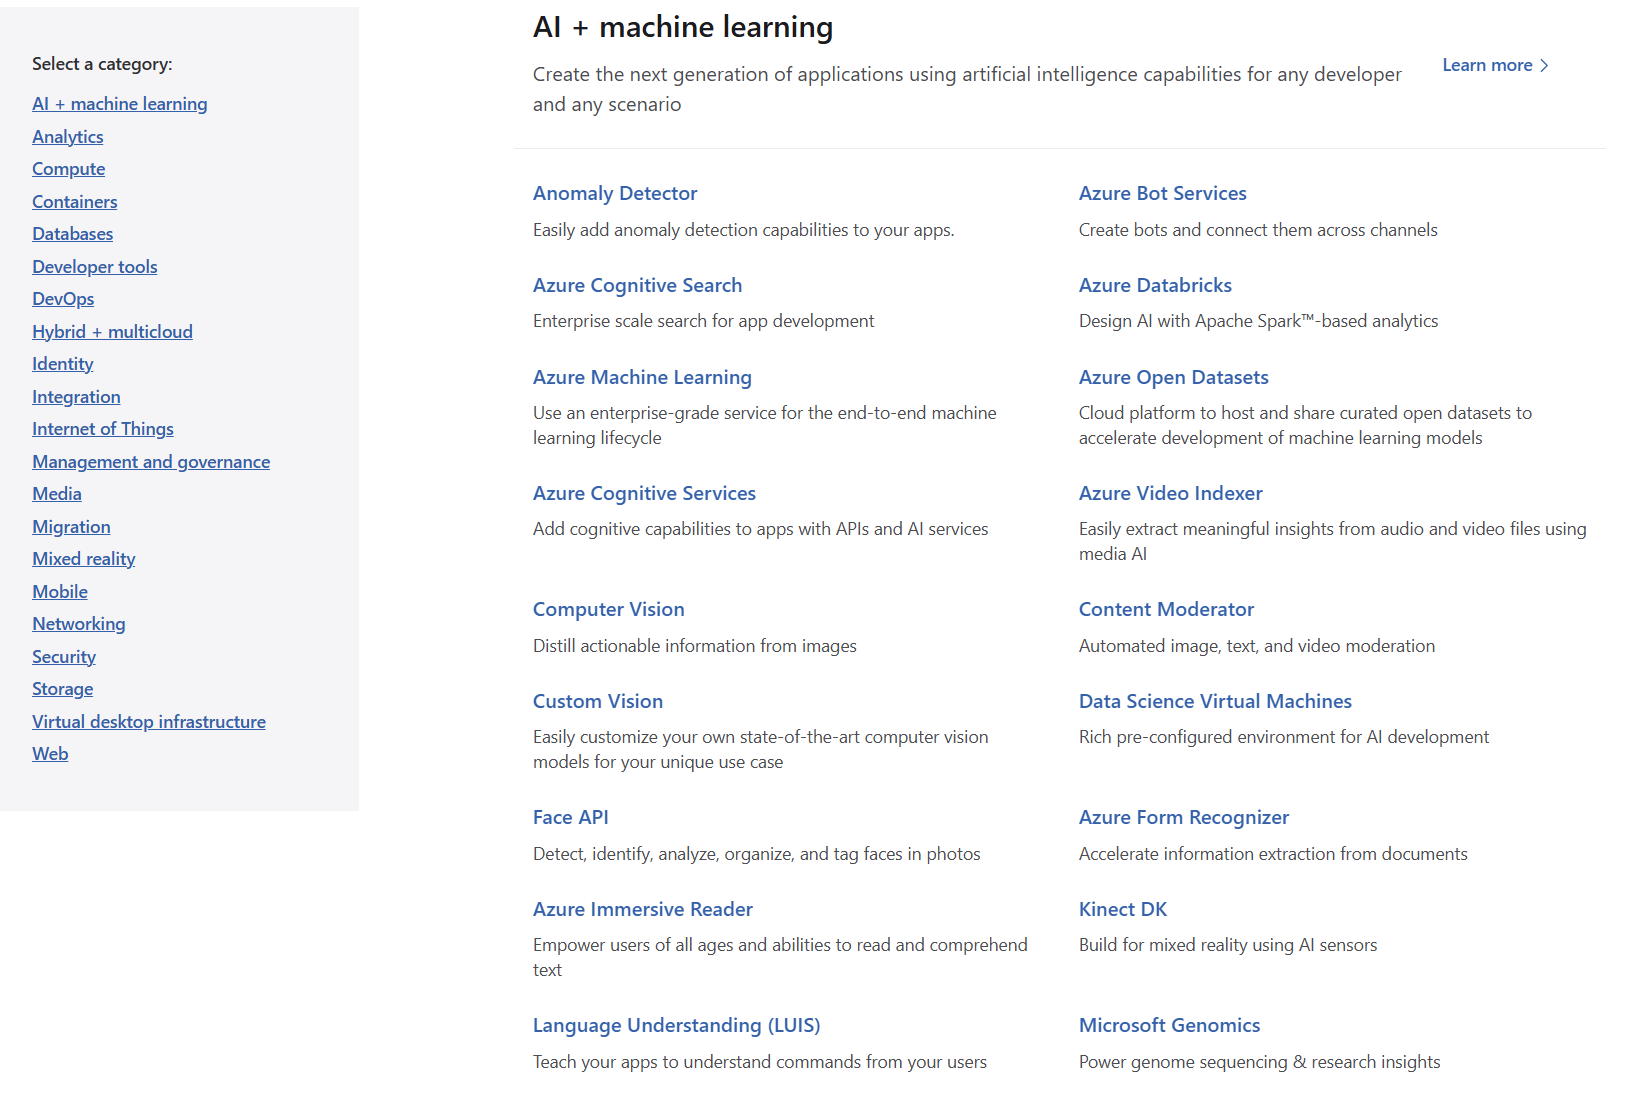 Select a category:
AI + machine learning
Analytics
Compute
Containers
Databases
Developer tools
DevOps
Hybrid + multicloud
Identity
Integration
Internet of Things
Management and governance
Media
Migration
Mixed reality
Mobile
Networking
Security
Storage
Virtual desktop infrastructure
Web
AI + machine learning
Create the next generation of applications using artificial intelligence capabilities for any developer
and any scenario
Learn more
Anomaly Detector
Easily add anomaly detection capabilities to your apps.
Azure Bot Services
Create bots and connect them across channels
Azure Cognitive Search
Enterprise scale search for app development
Azure Databricks
Design AI with Apache Spark™-based analytics
Azure Machine Learning
Use an enterprise-grade service for the end-to-end machine
learning lifecycle
Azure Open Datasets
Cloud platform to host and share curated open datasets to
accelerate development of machine learning models
Azure Cognitive Services
Add cognitive capabilities to apps with APIs and AI services
Azure Video Indexer
Easily extract meaningful insights from audio and video files using
media AI
Computer Vision
Distill actionable information from images
Content Moderator
Automated image, text, and video moderation
Custom Vision
Easily customize your own state-of-the-art computer vision
models for your unique use case
Data Science Virtual Machines
Rich pre-configured environment for AI development
Face API
Detect, identify, analyze, organize, and tag faces in photos
Azure Form Recognizer
Accelerate information extraction from documents
Azure Immersive Reader
Empower users of all ages and abilities to read and comprehend
text
Kinect DK
Build for mixed reality using AI sensors
Language Understanding (LUIS)
Teach your apps to understand commands from your users
Microsoft Genomics
Power genome sequencing & research insights